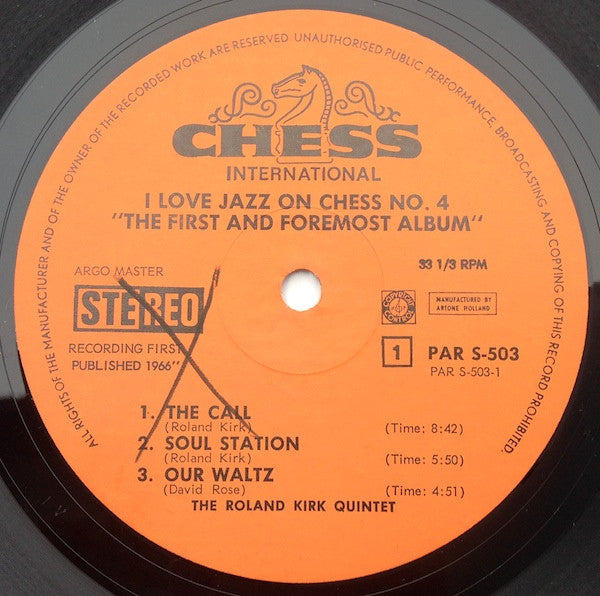 ALL RIGHTS OF THE MANUFACTURER AND OF THE OWNER OF THE RECORDED WORK ARE RESERVED UNAUTHORISED PUBLIC PERFORMANCE, BROADCASTING AND COPYING OF THIS RECORD PROHIBITED.
CHESS
INTERNATIONAL
I LOVE JAZZ ON CHESS NO. 4
"THE FIRST AND FOREMOST ALBUM"
33 1/3 RPM
ARGO MASTER
STEREO
COPYRIGHT
CONTROL
MANUFACTURED BY
ARTONE HOLLAND
RECORDING FIRST
PUBLISHED 1966"
1 PAR S-503
PAR S-503-1
1. THE CALL
(Roland Kirk) (Time: 8:42)
2. SOUL STATION
(Roland Kirk) (Time: 5:50)
3. OUR WALTZ
(David Rose) (Time: 4:51)
THE ROLAND KIRK QUINTET